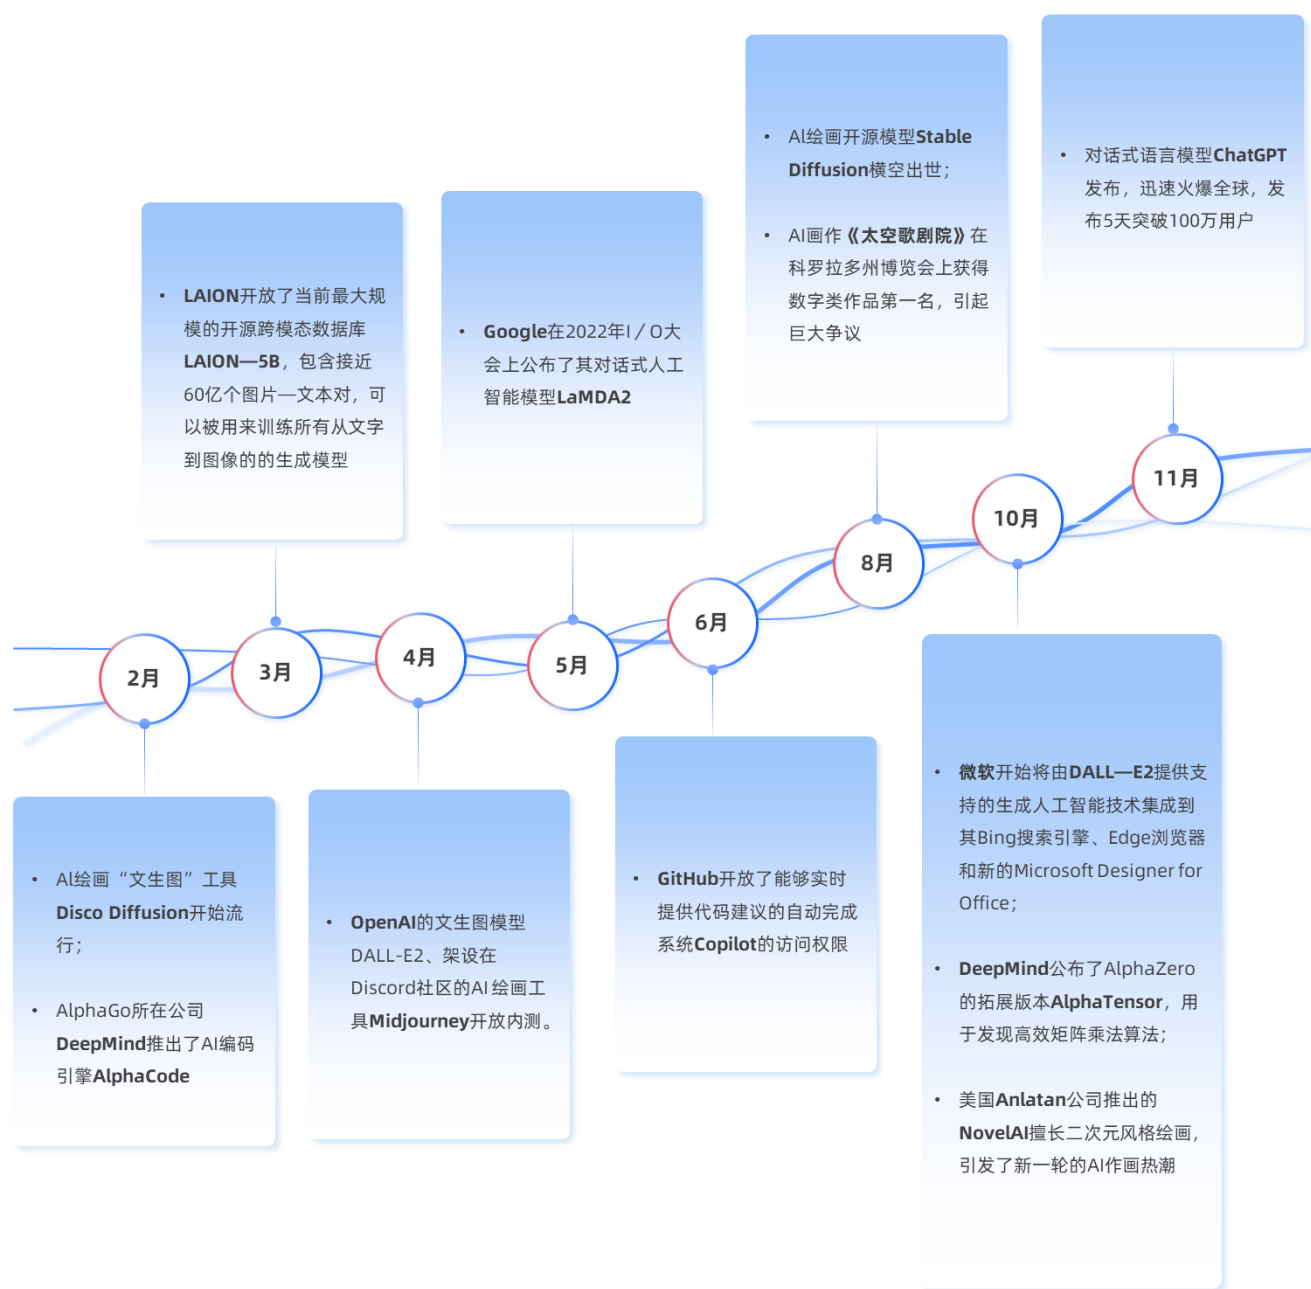 2月
AI绘画“文生图”工具
Disco Diffusion开始流
行；
AlphaGo所在公司
DeepMind推出了AI编码
引擎AlphaCode
3月
LAION开放了当前最大规
模的开源跨模态数据库
LAION—5B，包含接近
60亿个图片—文本对，可
以被用来训练所有从文字
到图像的的生成模型
4月
OpenAI的文生图模型
DALL-E2、架设在
Discord社区的AI绘画工
具Midjourney开放内测。
5月
Google在2022年I／O大
会上公布了其对话式人工
智能模型LaMDA2
6月
GitHub开放了能够实时
提供代码建议的自动完成
系统Copilot的访问权限
8月
AI绘画开源模型Stable
Diffusion横空出世；
AI画作《太空歌剧院》在
科罗拉多州博览会上获得
数字类作品第一名，引起
巨大争议
10月
微软开始将由DALL—E2提供支
持的生成人工智能技术集成到
其Bing搜索引擎、Edge浏览器
和新的Microsoft Designer for
Office；
DeepMind公布了AlphaZero
的拓展版本AlphaTensor，用
于发现高效矩阵乘法算法；
美国Anlatan公司推出的
NovelAI擅长二次元风格绘画，
引发了新一轮的AI作画热潮
11月
对话式语言模型ChatGPT
发布，迅速火爆全球，发
布5天突破100万用户